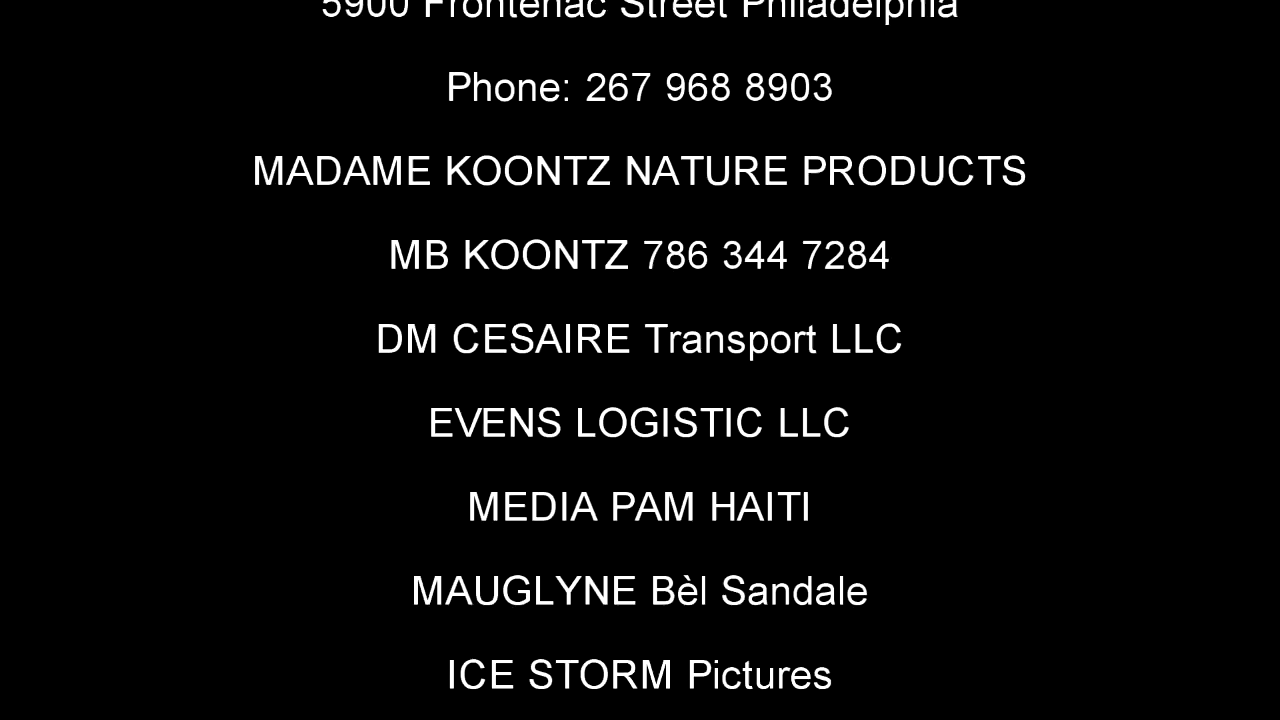 5900 Frontenac Street Philadelphia
Phone: 267 968 8903
MADAME KOONTZ NATURE PRODUCTS
MB KOONTZ 786 344 7284
DM CESAIRE Transport LLC
EVENS LOGISTIC LLC
MEDIA PAM HAITI
MAUGLYNE Bèl Sandale
ICE STORM Pictures